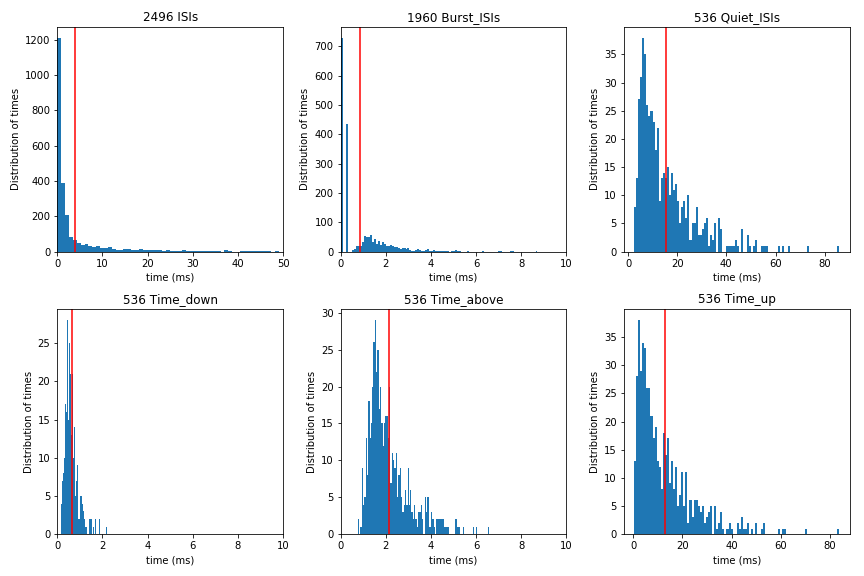 2496 ISIs
1960 Burst_ISIs
536 Quiet_ISIs
Distribution of times
0
200
400
600
800
1000
1200
0 10 20 30 40 50
time (ms)
Distribution of times
0
100
200
300
400
500
600
700
0 2 4 6 8 10
time (ms)
Distribution of times
0
5
10
15
20
25
30
35
0 20 40 60 80
time (ms)
536 Time_down
536 Time_above
536 Time_up
Distribution of times
0
5
10
15
20
25
0 2 4 6 8 10
time (ms)
Distribution of times
0
5
10
15
20
25
30
0 2 4 6 8 10
time (ms)
Distribution of times
0
5
10
15
20
25
30
35
0 20 40 60 80
time (ms)